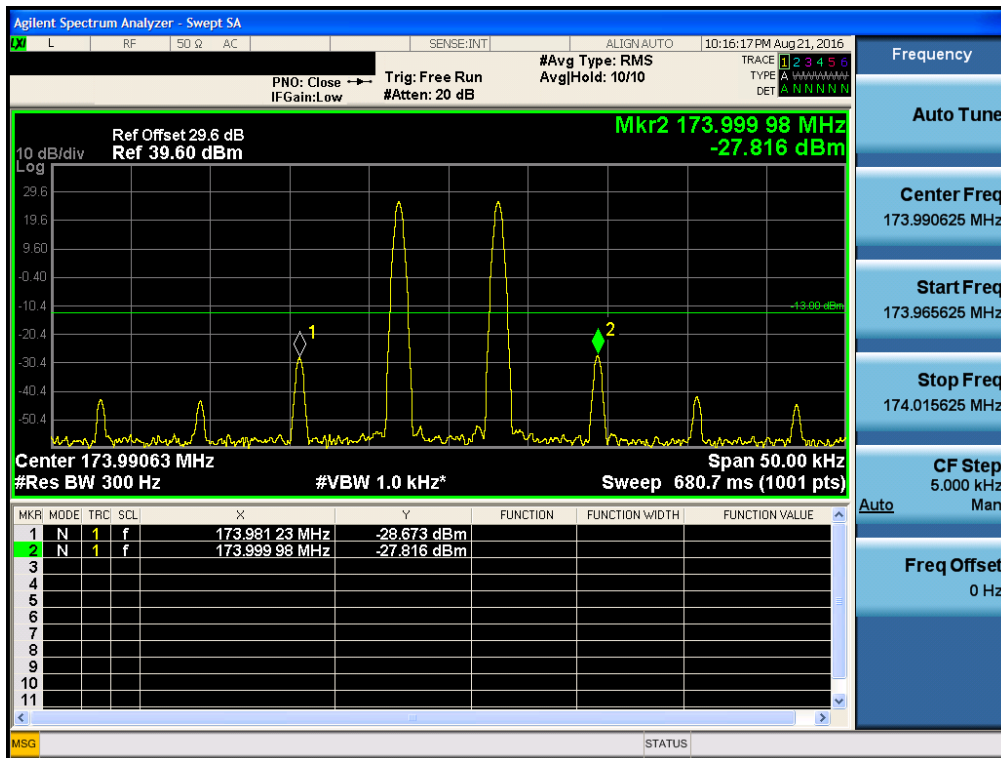 Agilent Spectrum Analyzer - Swept SA
LXI L RF 50 Ω AC SENSE:INT ALIGN AUTO 10:16:17 PM Aug 21, 2016
PNO: Close Trig: Free Run #Avg Type: RMS TRACE 1 2 3 4 5 6
IFGain:Low #Atten: 20 dB Avg|Hold: 10/10 TYPE A WWWWW
DET A N N N N N
Mkr2 173.999 98 MHz
-27.816 dBm
Ref Offset 29.6 dB
10 dB/div Ref 39.60 dBm
Log
29.6
19.6
9.60
-0.40
-10.4
-13.00 dBm
-20.4
1
2
-30.4
-40.4
-50.4
Center 173.99063 MHz Span 50.00 kHz
#Res BW 300 Hz #VBW 1.0 kHz* Sweep 680.7 ms (1001 pts)
MKR MODE TRC SCL X Y FUNCTION FUNCTION WIDTH FUNCTION VALUE
1 N 1 f 173.981 23 MHz -28.673 dBm
2 N 1 f 173.999 98 MHz -27.816 dBm
3
4
5
6
7
8
9
10
11
MSG STATUS
Frequency
Auto Tune
Center Freq
173.990625 MHz
Start Freq
173.965625 MHz
Stop Freq
174.015625 MHz
CF Step
5.000 kHz
Auto Man
Freq Offset
0 Hz